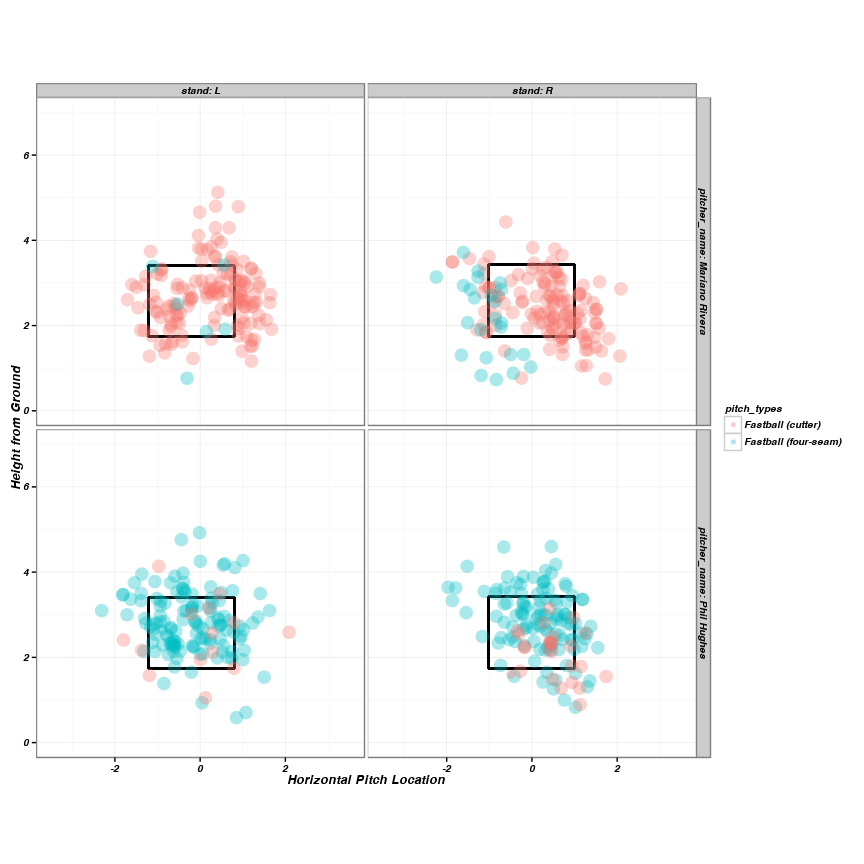 stand: L
stand: R
6
4
2
0
pitcher_name: Mariano Rivera
6
4
2
0
pitcher_name: Phil Hughes
-2
0
2
-2
0
2
Horizontal Pitch Location
Height from Ground
pitch_types
Fastball (cutter)
Fastball (four-seam)